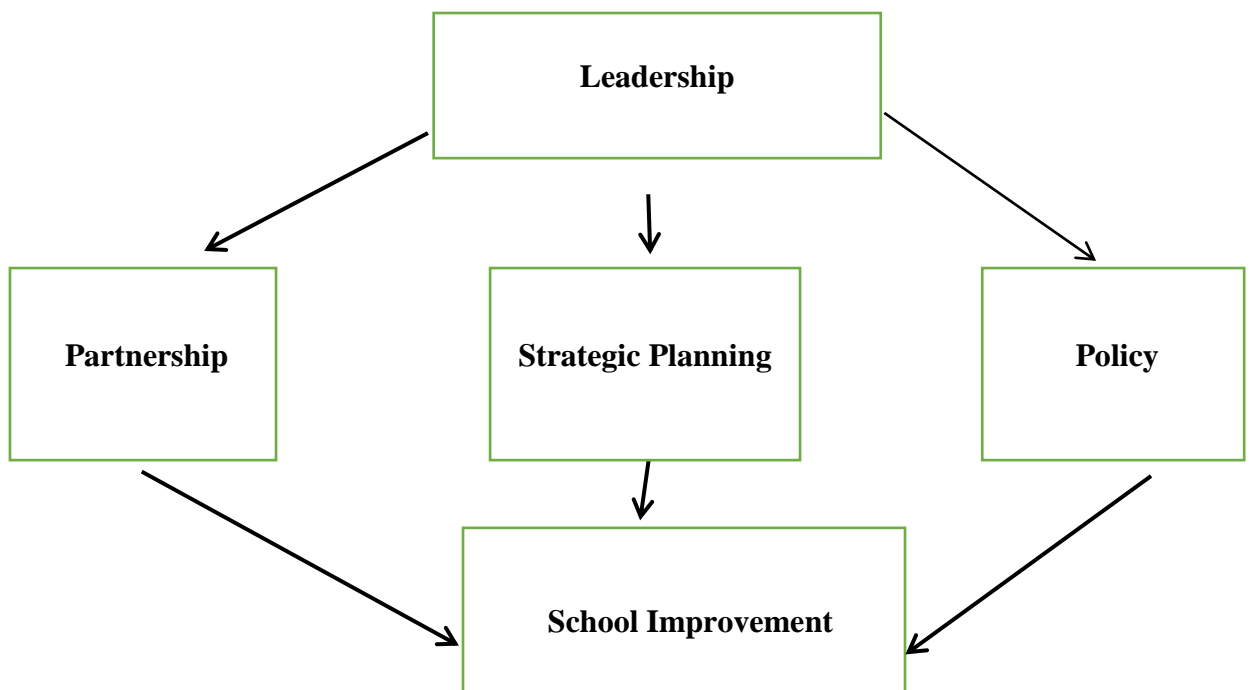 Leadership
Partnership
Strategic Planning
Policy
School Improvement